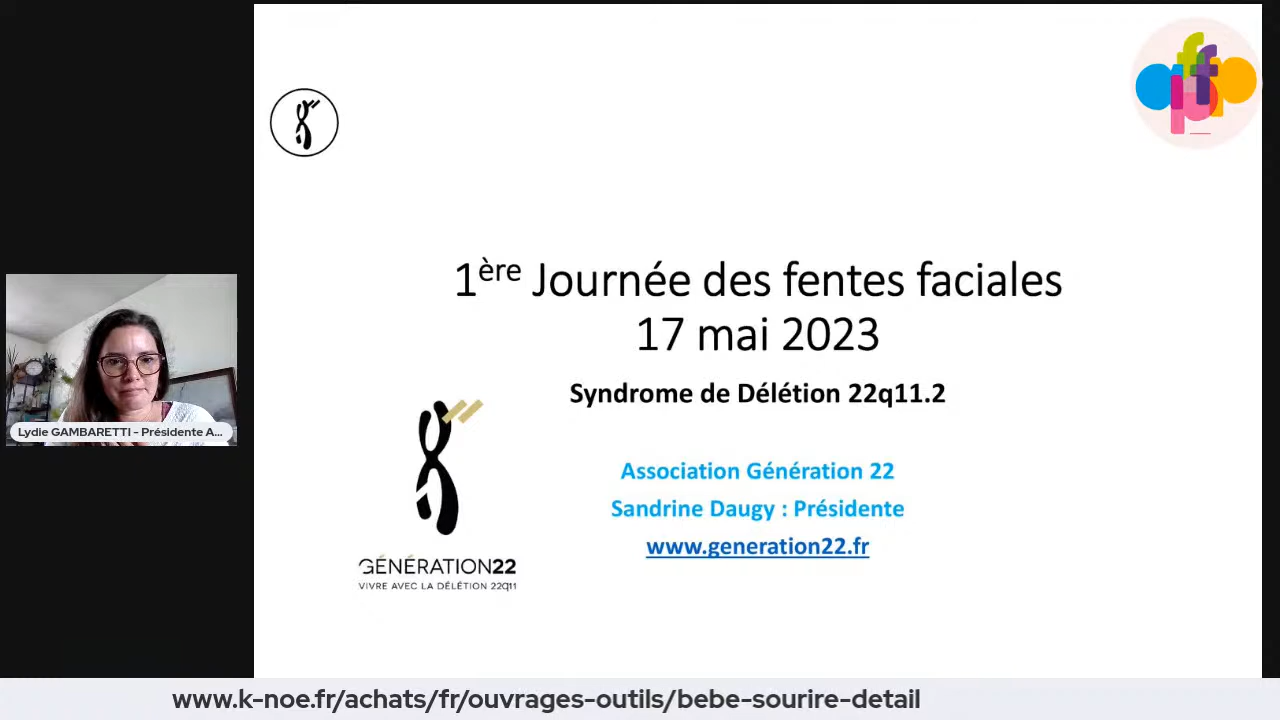 1ère Journée des fentes faciales
17 mai 2023
Syndrome de Délétion 22q11.2
Association Génération 22
Sandrine Daugy : Présidente
www.generation22.fr
GÉNÉRATION22
VIVRE AVEC LA DÉLÉTION 22q11
Lydie GAMBARETTI - Présidente A...
www.k-noe.fr/achats/fr/ouvrages-outils/bebe-sourire-detail